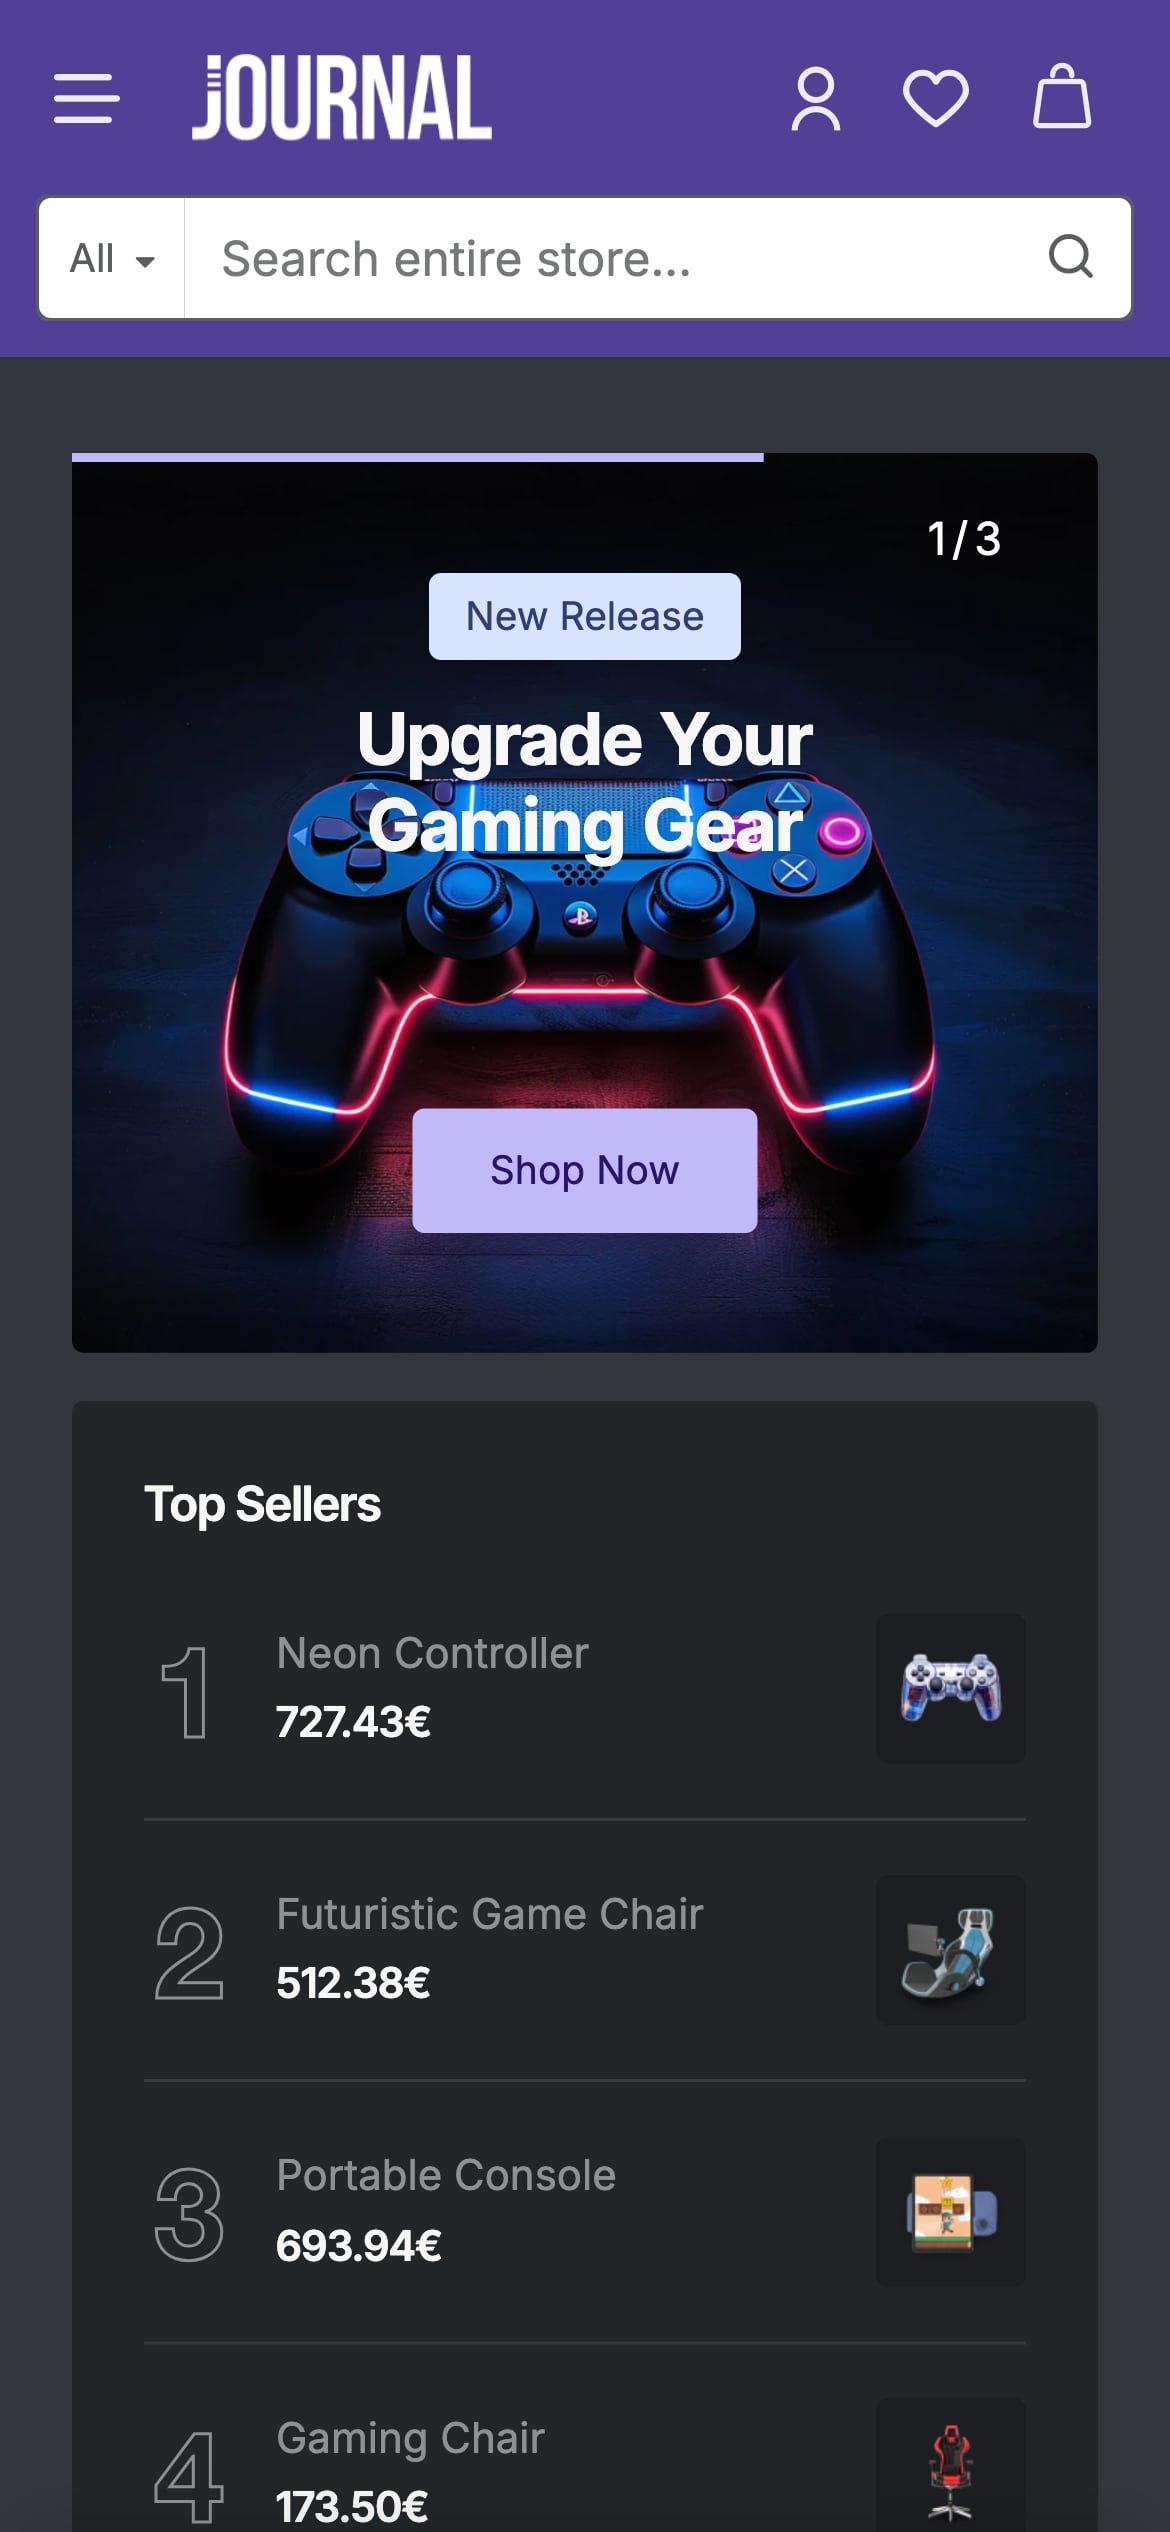 JOURNAL
All
Search entire store...
1 / 3
New Release
Upgrade Your
Gaming Gear
Shop Now
Top Sellers
1
Neon Controller
727.43€
2
Futuristic Game Chair
512.38€
3
Portable Console
693.94€
4
Gaming Chair
173.50€